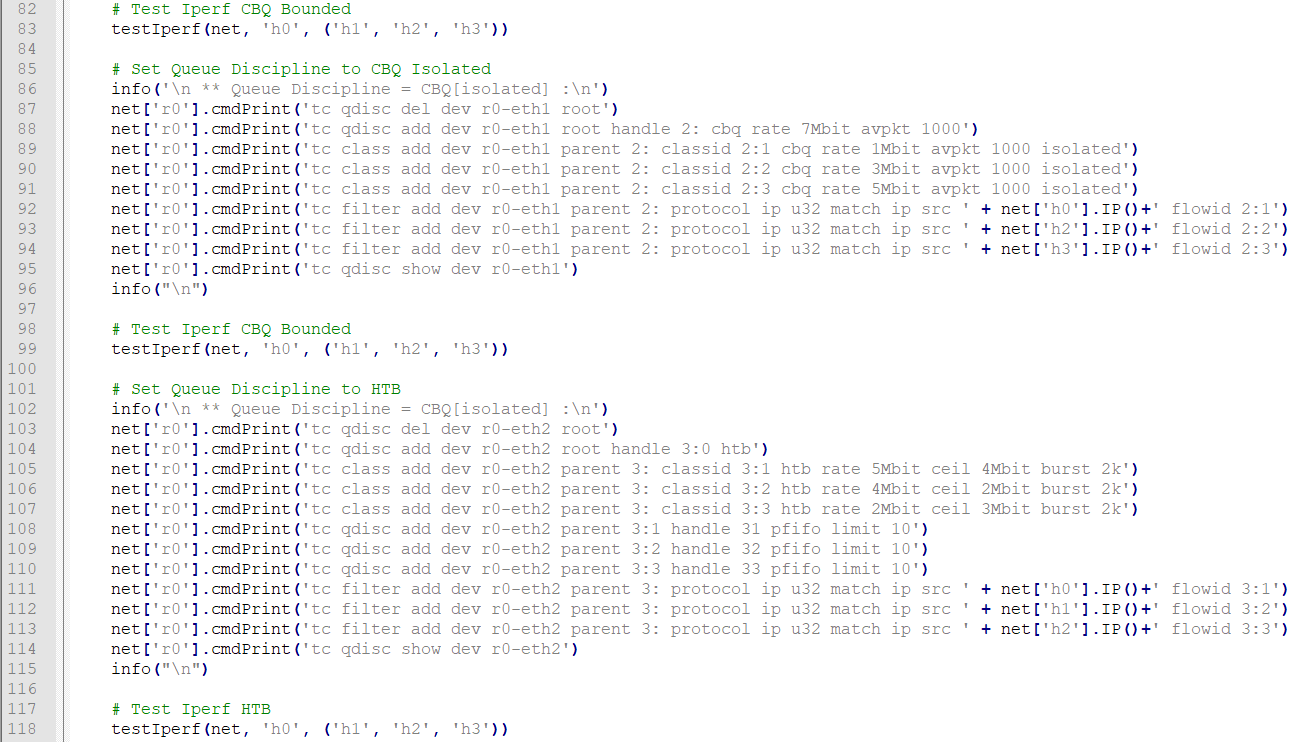 82 # Test Iperf CBQ Bounded
83 testIperf(net, 'h0', ('h1', 'h2', 'h3'))
84
85 # Set Queue Discipline to CBQ Isolated
86 info('\n ** Queue Discipline = CBQ[isolated] :\n')
87 net['r0'].cmdPrint('tc qdisc del dev r0-eth1 root')
88 net['r0'].cmdPrint('tc qdisc add dev r0-eth1 root handle 2: cbq rate 7Mbit avpkt 1000')
89 net['r0'].cmdPrint('tc class add dev r0-eth1 parent 2: classid 2:1 cbq rate 1Mbit avpkt 1000 isolated')
90 net['r0'].cmdPrint('tc class add dev r0-eth1 parent 2: classid 2:2 cbq rate 3Mbit avpkt 1000 isolated')
91 net['r0'].cmdPrint('tc class add dev r0-eth1 parent 2: classid 2:3 cbq rate 5Mbit avpkt 1000 isolated')
92 net['r0'].cmdPrint('tc filter add dev r0-eth1 parent 2: protocol ip u32 match ip src ' + net['h0'].IP()+' flowid 2:1')
93 net['r0'].cmdPrint('tc filter add dev r0-eth1 parent 2: protocol ip u32 match ip src ' + net['h2'].IP()+' flowid 2:2')
94 net['r0'].cmdPrint('tc filter add dev r0-eth1 parent 2: protocol ip u32 match ip src ' + net['h3'].IP()+' flowid 2:3')
95 net['r0'].cmdPrint('tc qdisc show dev r0-eth1')
96 info("\n")
97
98 # Test Iperf CBQ Bounded
99 testIperf(net, 'h0', ('h1', 'h2', 'h3'))
100
101 # Set Queue Discipline to HTB
102 info('\n ** Queue Discipline = CBQ[isolated] :\n')
103 net['r0'].cmdPrint('tc qdisc del dev r0-eth2 root')
104 net['r0'].cmdPrint('tc qdisc add dev r0-eth2 root handle 3:0 htb')
105 net['r0'].cmdPrint('tc class add dev r0-eth2 parent 3: classid 3:1 htb rate 5Mbit ceil 4Mbit burst 2k')
106 net['r0'].cmdPrint('tc class add dev r0-eth2 parent 3: classid 3:2 htb rate 4Mbit ceil 2Mbit burst 2k')
107 net['r0'].cmdPrint('tc class add dev r0-eth2 parent 3: classid 3:3 htb rate 2Mbit ceil 3Mbit burst 2k')
108 net['r0'].cmdPrint('tc qdisc add dev r0-eth2 parent 3:1 handle 31 pfifo limit 10')
109 net['r0'].cmdPrint('tc qdisc add dev r0-eth2 parent 3:2 handle 32 pfifo limit 10')
110 net['r0'].cmdPrint('tc qdisc add dev r0-eth2 parent 3:3 handle 33 pfifo limit 10')
111 net['r0'].cmdPrint('tc filter add dev r0-eth2 parent 3: protocol ip u32 match ip src ' + net['h0'].IP()+' flowid 3:1')
112 net['r0'].cmdPrint('tc filter add dev r0-eth2 parent 3: protocol ip u32 match ip src ' + net['h1'].IP()+' flowid 3:2')
113 net['r0'].cmdPrint('tc filter add dev r0-eth2 parent 3: protocol ip u32 match ip src ' + net['h2'].IP()+' flowid 3:3')
114 net['r0'].cmdPrint('tc qdisc show dev r0-eth2')
115 info("\n")
116
117 # Test Iperf HTB
118 testIperf(net, 'h0', ('h1', 'h2', 'h3'))